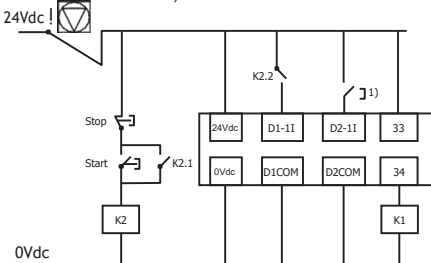 24Vdc !
K2.2
1)
Stop
24Vdc D1-1I D2-1I 33
Start K2.1
0Vdc D1COM D2COM 34
K2 K1
0Vdc